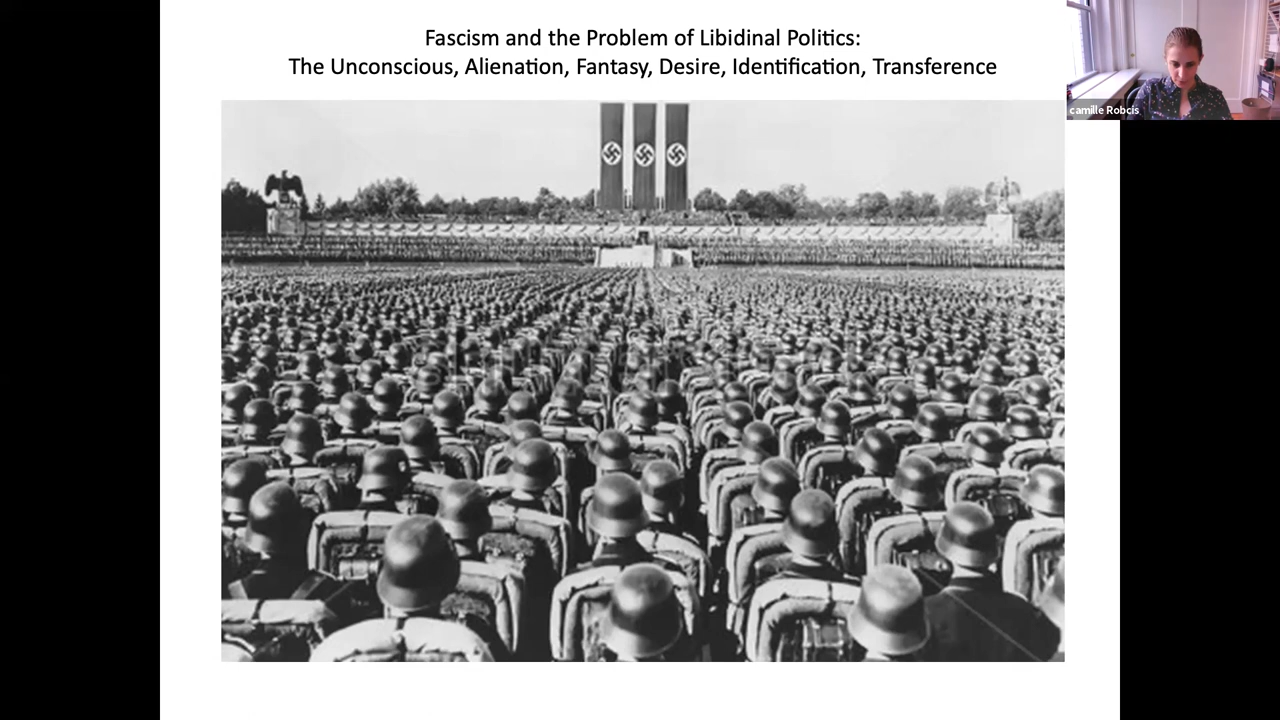 Fascism and the Problem of Libidinal Politics:
The Unconscious, Alienation, Fantasy, Desire, Identification, Transference
camille Robcis